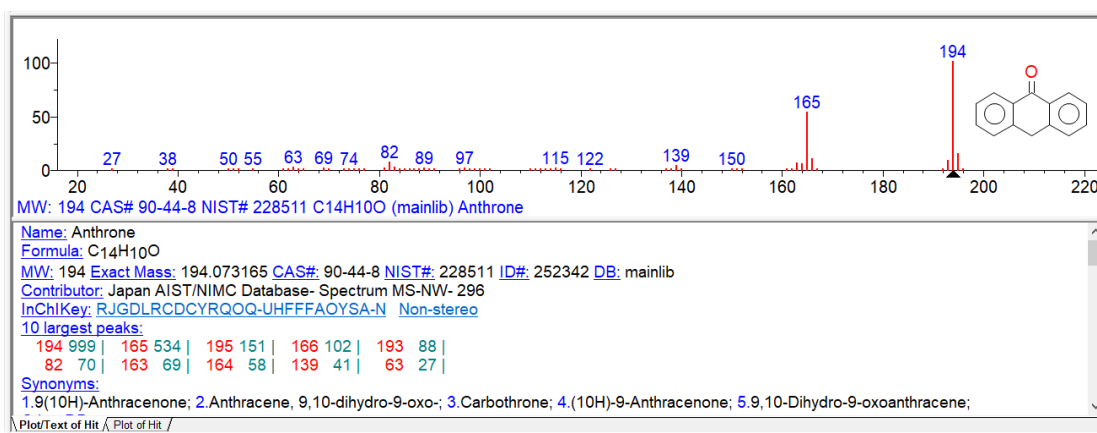 100
50
0
194
165
27
38
50
55
63
69
74
82
89
97
115
122
139
150
O
20
40
60
80
100
120
140
160
180
200
220
MW: 194 CAS# 90-44-8 NIST# 228511 C14H10O (mainlib) Anthrone
Name: Anthrone
Formula: C14H10O
MW: 194 Exact Mass: 194.073165 CAS#: 90-44-8 NIST#: 228511 ID#: 252342 DB: mainlib
Contributor: Japan AIST/NIMC Database- Spectrum MS-NW- 296
InChIKey: RJGDLRCDCYRQOQ-UHFFFAOYSA-N Non-stereo
10 largest peaks:
194 999 | 165 534 | 195 151 | 166 102 | 193 88 |
82 70 | 163 69 | 164 58 | 139 41 | 63 27 |
Synonyms:
1.9(10H)-Anthracenone; 2.Anthracene, 9,10-dihydro-9-oxo-; 3.Carbothrone; 4.(10H)-9-Anthracenone; 5.9,10-Dihydro-9-oxoanthracene;
Plot/Text of Hit / Plot of Hit /